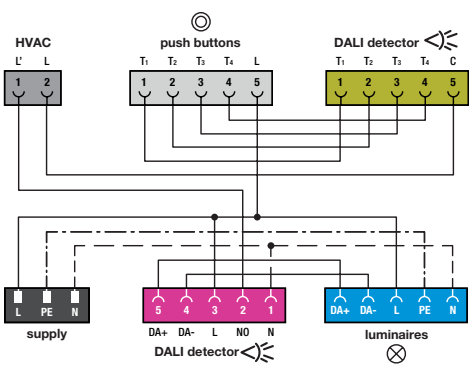 HVAC
push buttons
DALI detector
L' L
T1 T2 T3 T4 L
T1 T2 T3 T4 C
1 2
1 2 3 4 5
1 2 3 4 5
L PE N
5 4 3 2 1
DA+ DA- L PE N
DA+ DA- L NO N
supply
DALI detector
luminaires